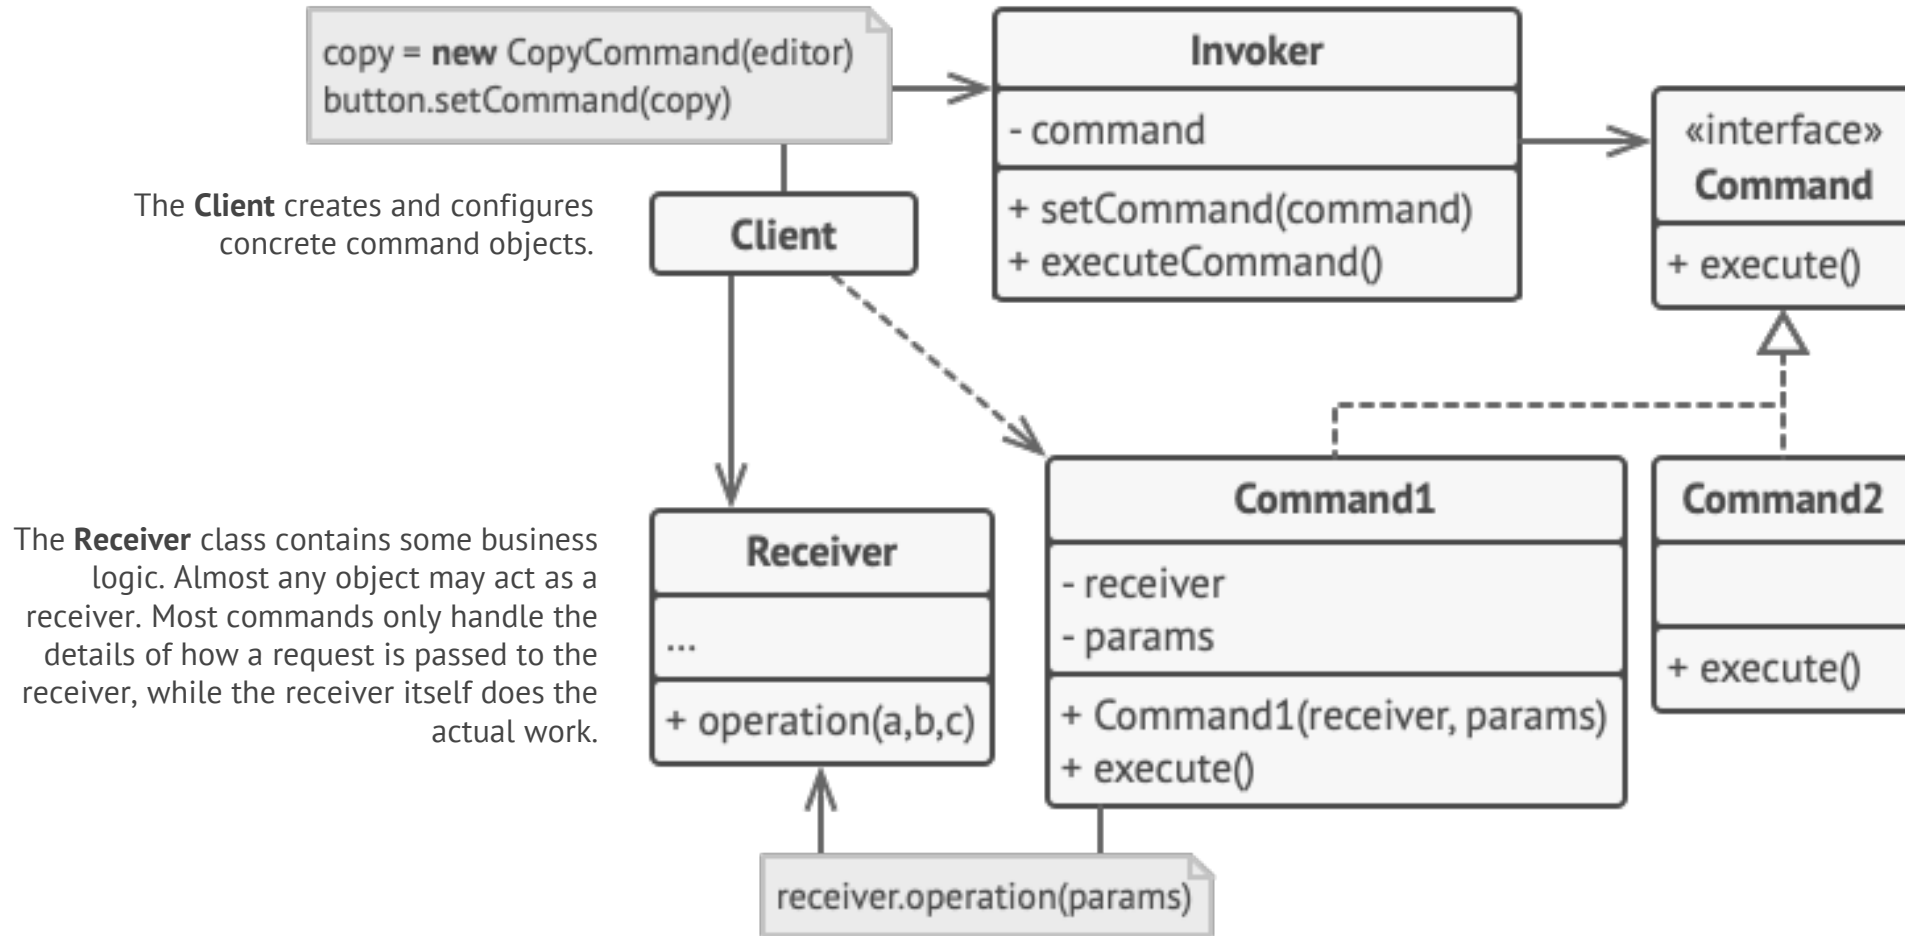 copy = new CopyCommand(editor)
button.setCommand(copy)
Invoker
- command
+ setCommand(command)
+ executeCommand()
«interface»
Command
+ execute()
The Client creates and configures
concrete command objects.
Client
The Receiver class contains some business
logic. Almost any object may act as a
receiver. Most commands only handle the
details of how a request is passed to the
receiver, while the receiver itself does the
actual work.
Receiver
...
+ operation(a,b,c)
Command1
- receiver
- params
+ Command1(receiver, params)
+ execute()
Command2
+ execute()
receiver.operation(params)